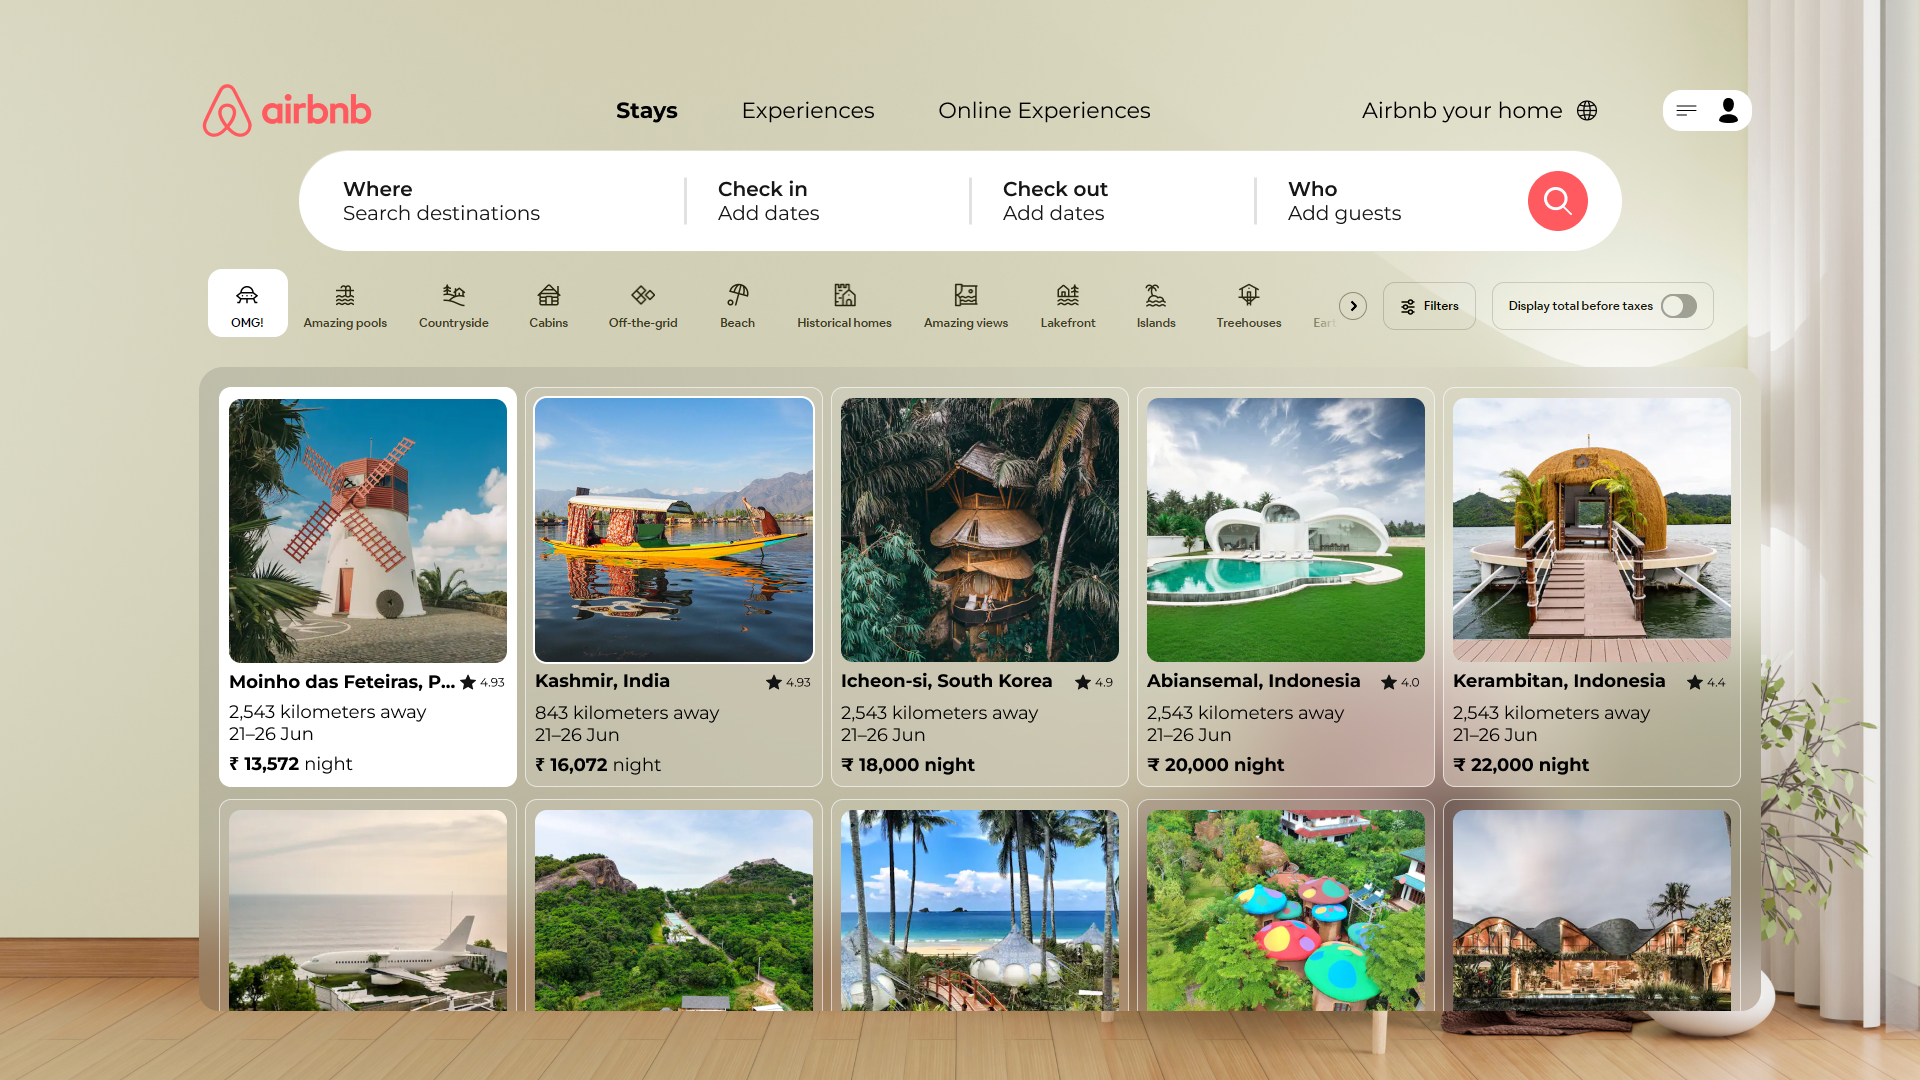 airbnb
Stays
Experiences
Online Experiences
Airbnb your home
Where
Search destinations
Check in
Add dates
Check out
Add dates
Who
Add guests
OMG!
Amazing pools
Countryside
Cabins
Off-the-grid
Beach
Historical homes
Amazing views
Lakefront
Islands
Treehouses
Eart
Filters
Display total before taxes
Moinho das Feteiras, P... 4.93
2,543 kilometers away
21–26 Jun
₹ 13,572 night
Kashmir, India 4.93
843 kilometers away
21–26 Jun
₹ 16,072 night
Icheon-si, South Korea 4.9
2,543 kilometers away
21–26 Jun
₹ 18,000 night
Abiansemal, Indonesia 4.0
2,543 kilometers away
21–26 Jun
₹ 20,000 night
Kerambitan, Indonesia 4.4
2,543 kilometers away
21–26 Jun
₹ 22,000 night